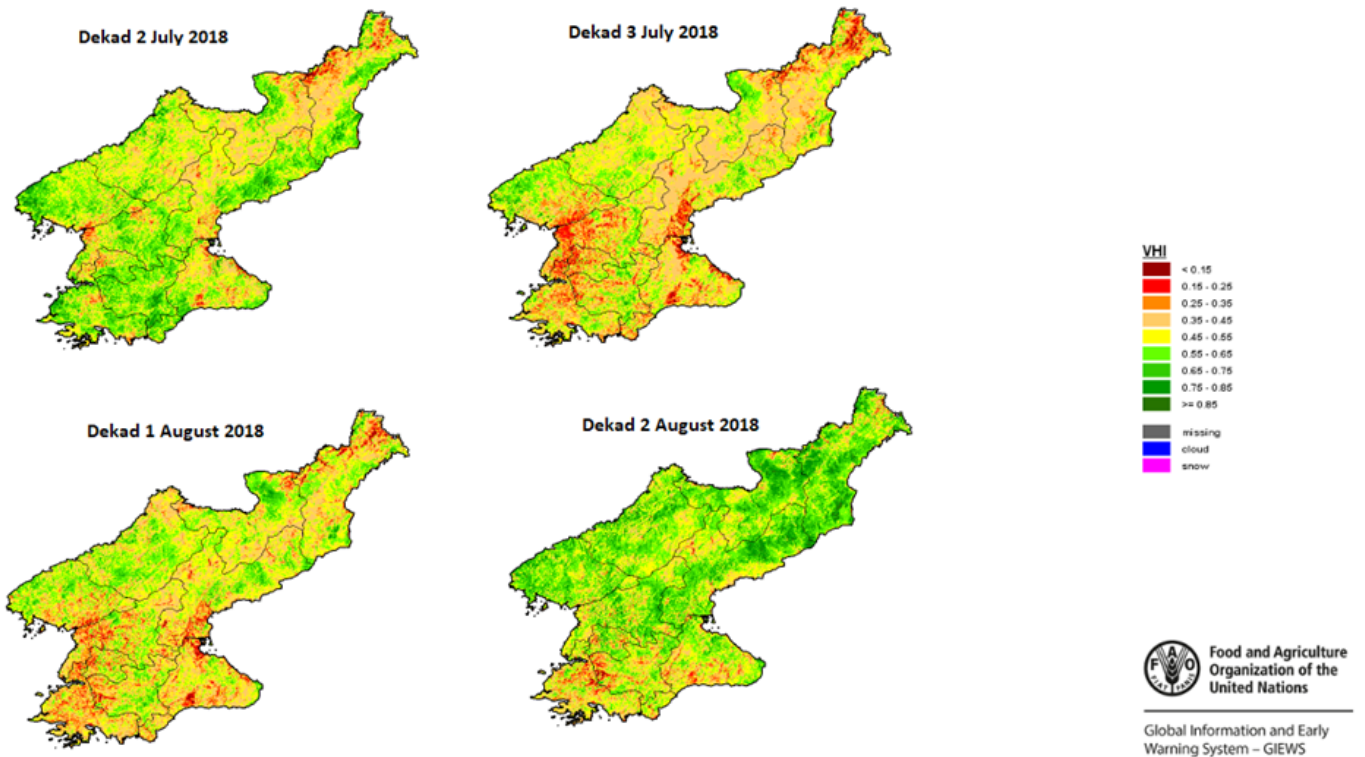 Dekad 2 July 2018
Dekad 3 July 2018
Dekad 1 August 2018
Dekad 2 August 2018
VHI
< 0.15
0.15 - 0.25
0.25 - 0.35
0.35 - 0.45
0.45 - 0.55
0.55 - 0.65
0.65 - 0.75
0.75 - 0.85
>= 0.85
missing
cloud
snow
F A O
FIAT PANIS
Food and Agriculture
Organization of the
United Nations
Global Information and Early
Warning System – GIEWS